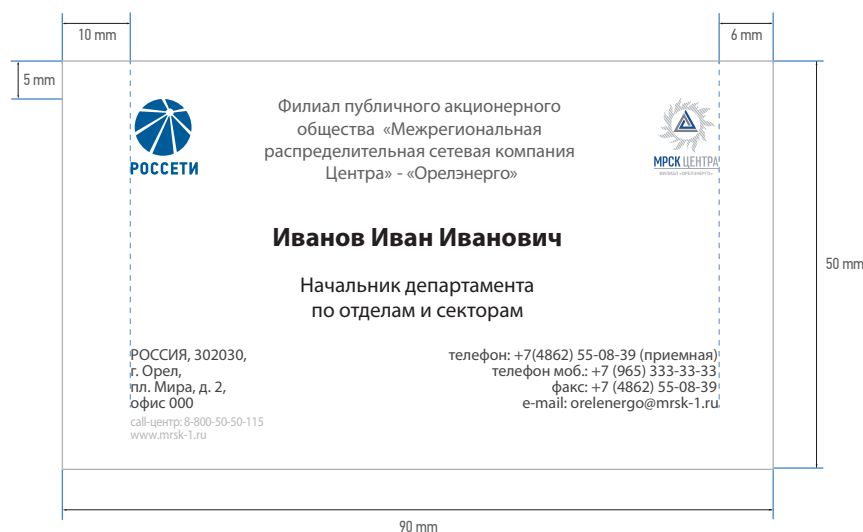 10 mm
6 mm
5 mm
Филиал публичного акционерного
общества «Межрегиональная
распределительная сетевая компания
Центра» - «Орелэнерго»
РОССЕТИ
МРСК ЦЕНТРА
ФИЛИАЛ «ОРЕЛЭНЕРГО»
Иванов Иван Иванович
50 mm
Начальник департамента
по отделам и секторам
РОССИЯ, 302030,
г. Орел,
пл. Мира, д. 2,
офис 000
call-центр: 8-800-50-50-115
www.mrsk-1.ru
телефон: +7(4862) 55-08-39 (приемная)
телефон моб.: +7 (965) 333-33-33
факс: +7 (4862) 55-08-39
e-mail: orelenergo@mrsk-1.ru
90 mm